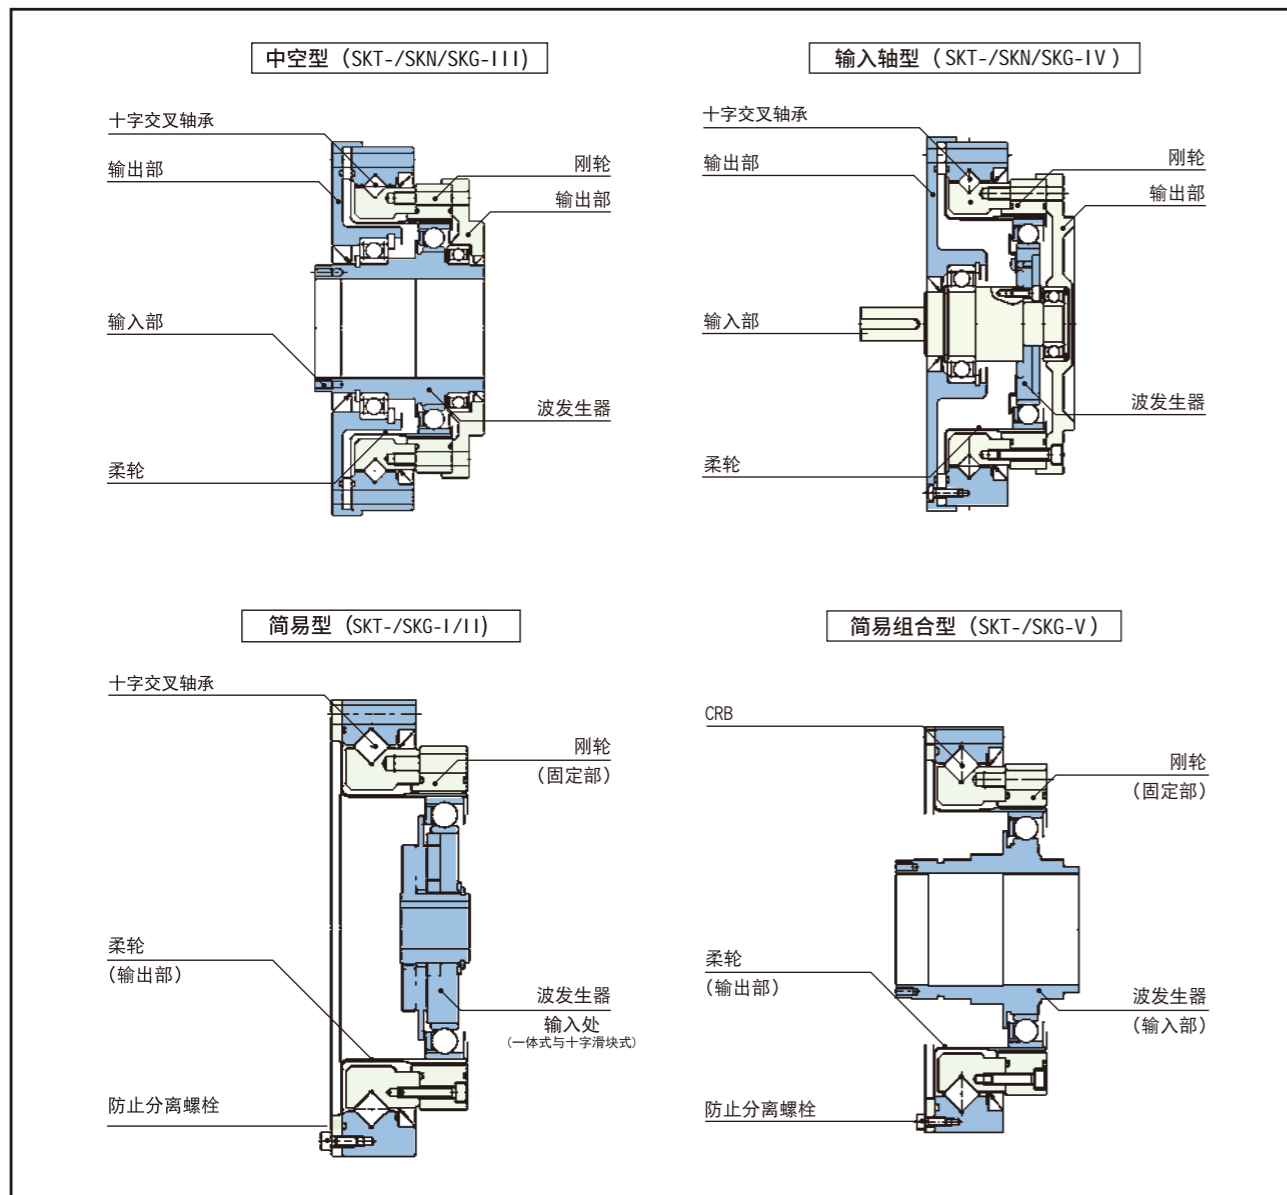 中空型（SKT-/SKN/SKG-III)
十字交叉轴承
输出部
刚轮
输出部
输入部
波发生器
柔轮
输入轴型（SKT-/SKN/SKG-IV）
十字交叉轴承
输出部
刚轮
输出部
输入部
波发生器
柔轮
简易型（SKT-/SKG-I/II)
十字交叉轴承
刚轮
（固定部）
柔轮
（输出部）
波发生器
输入处
（一体式与十字滑块式）
防止分离螺栓
简易组合型（SKT-/SKG-V）
CRB
刚轮
（固定部）
柔轮
（输出部）
波发生器
（输入部）
防止分离螺栓